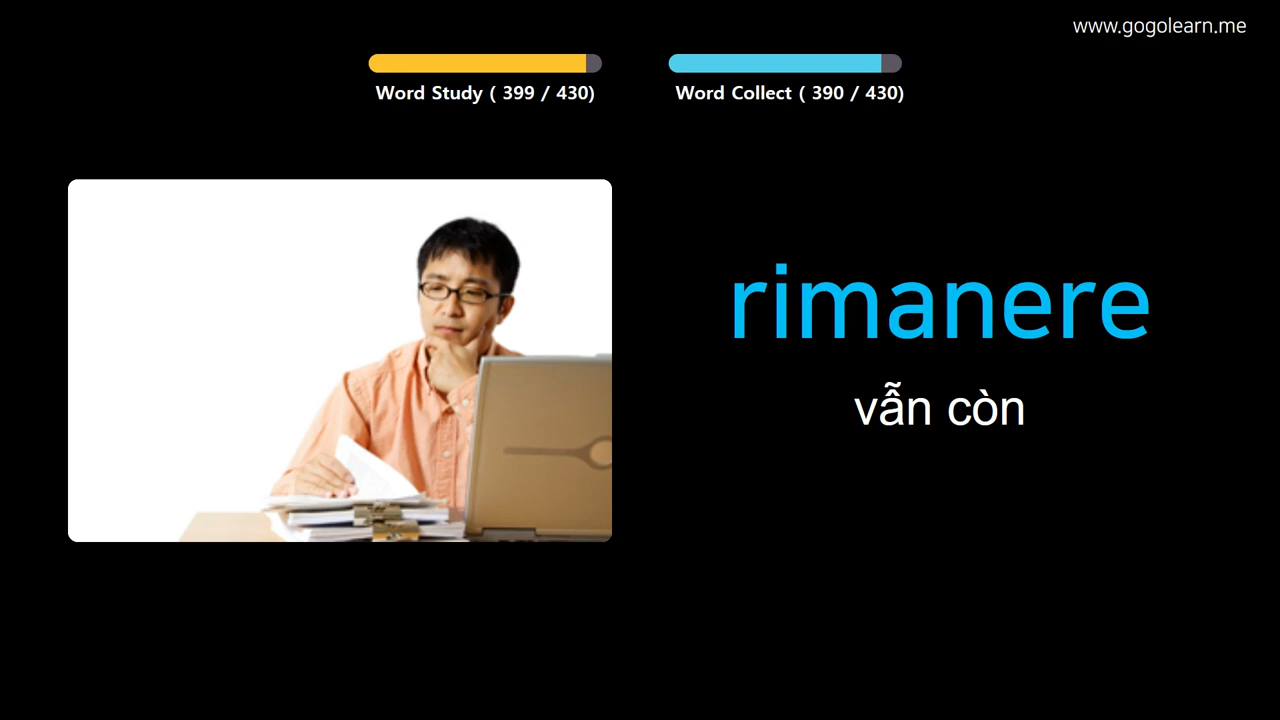 www.gogolearn.me
Word Study ( 399 / 430)
Word Collect ( 390 / 430)
rimanere
vẫn còn